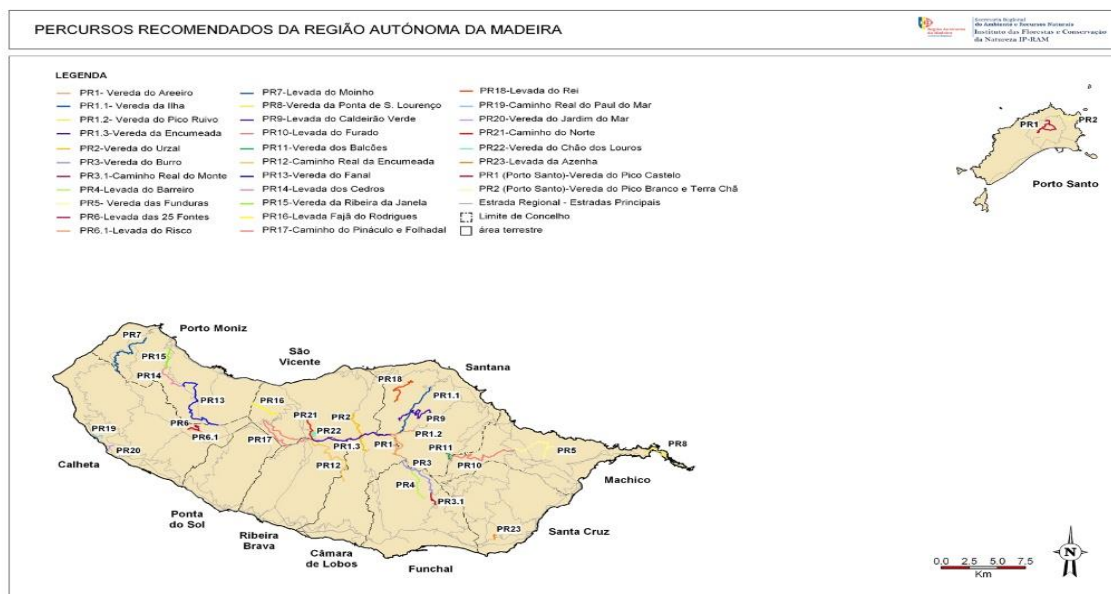 PERCURSOS RECOMENDADOS DA REGIÃO AUTÓNOMA DA MADEIRA
Secretaria Regional
do Ambiente e Recursos Naturais
Instituto das Florestas e Conservação
da Natureza IP-RAM
LEGENDA
PR1- Vereda do Areeiro
PR1.1- Vereda da Ilha
PR1.2- Vereda do Pico Ruivo
PR1.3-Vereda da Encumeada
PR2-Vereda do Urzal
PR3-Vereda do Burro
PR3.1-Caminho Real do Monte
PR4-Levada do Barreiro
PR5- Vereda das Funduras
PR6-Levada das 25 Fontes
PR6.1-Levada do Risco
PR7-Levada do Moinho
PR8-Vereda da Ponta de S. Lourenço
PR9-Levada do Caldeirão Verde
PR10-Levada do Furado
PR11-Vereda dos Balcões
PR12-Caminho Real da Encumeada
PR13-Vereda do Fanal
PR14-Levada dos Cedros
PR15-Vereda da Ribeira da Janela
PR16-Levada Fajã do Rodrigues
PR17-Caminho do Pináculo e Folhadal
PR18-Levada do Rei
PR19-Caminho Real do Paul do Mar
PR20-Vereda do Jardim do Mar
PR21-Caminho do Norte
PR22-Vereda do Chão dos Louros
PR23-Levada da Azenha
PR1 (Porto Santo)-Vereda do Pico Castelo
PR2 (Porto Santo)-Vereda do Pico Branco e Terra Chã
Estrada Regional - Estradas Principais
Limite de Concelho
área terrestre
PR1
PR2
Porto Santo
PR7
Porto Moniz
PR15
PR14
PR13
São
Vicente
Santana
PR18
PR1.1
PR16
PR21
PR2
PR9
PR6
PR6.1
PR17
PR22
PR1.2
PR19
PR20
PR1.3
PR1
PR11
PR10
PR5
PR8
Calheta
PR12
PR3
PR4
PR3.1
Machico
Ponta
do Sol
Ribeira
Brava
Câmara
de Lobos
Funchal
PR23
Santa Cruz
0.0 2.5 5.0 7.5
Km
N